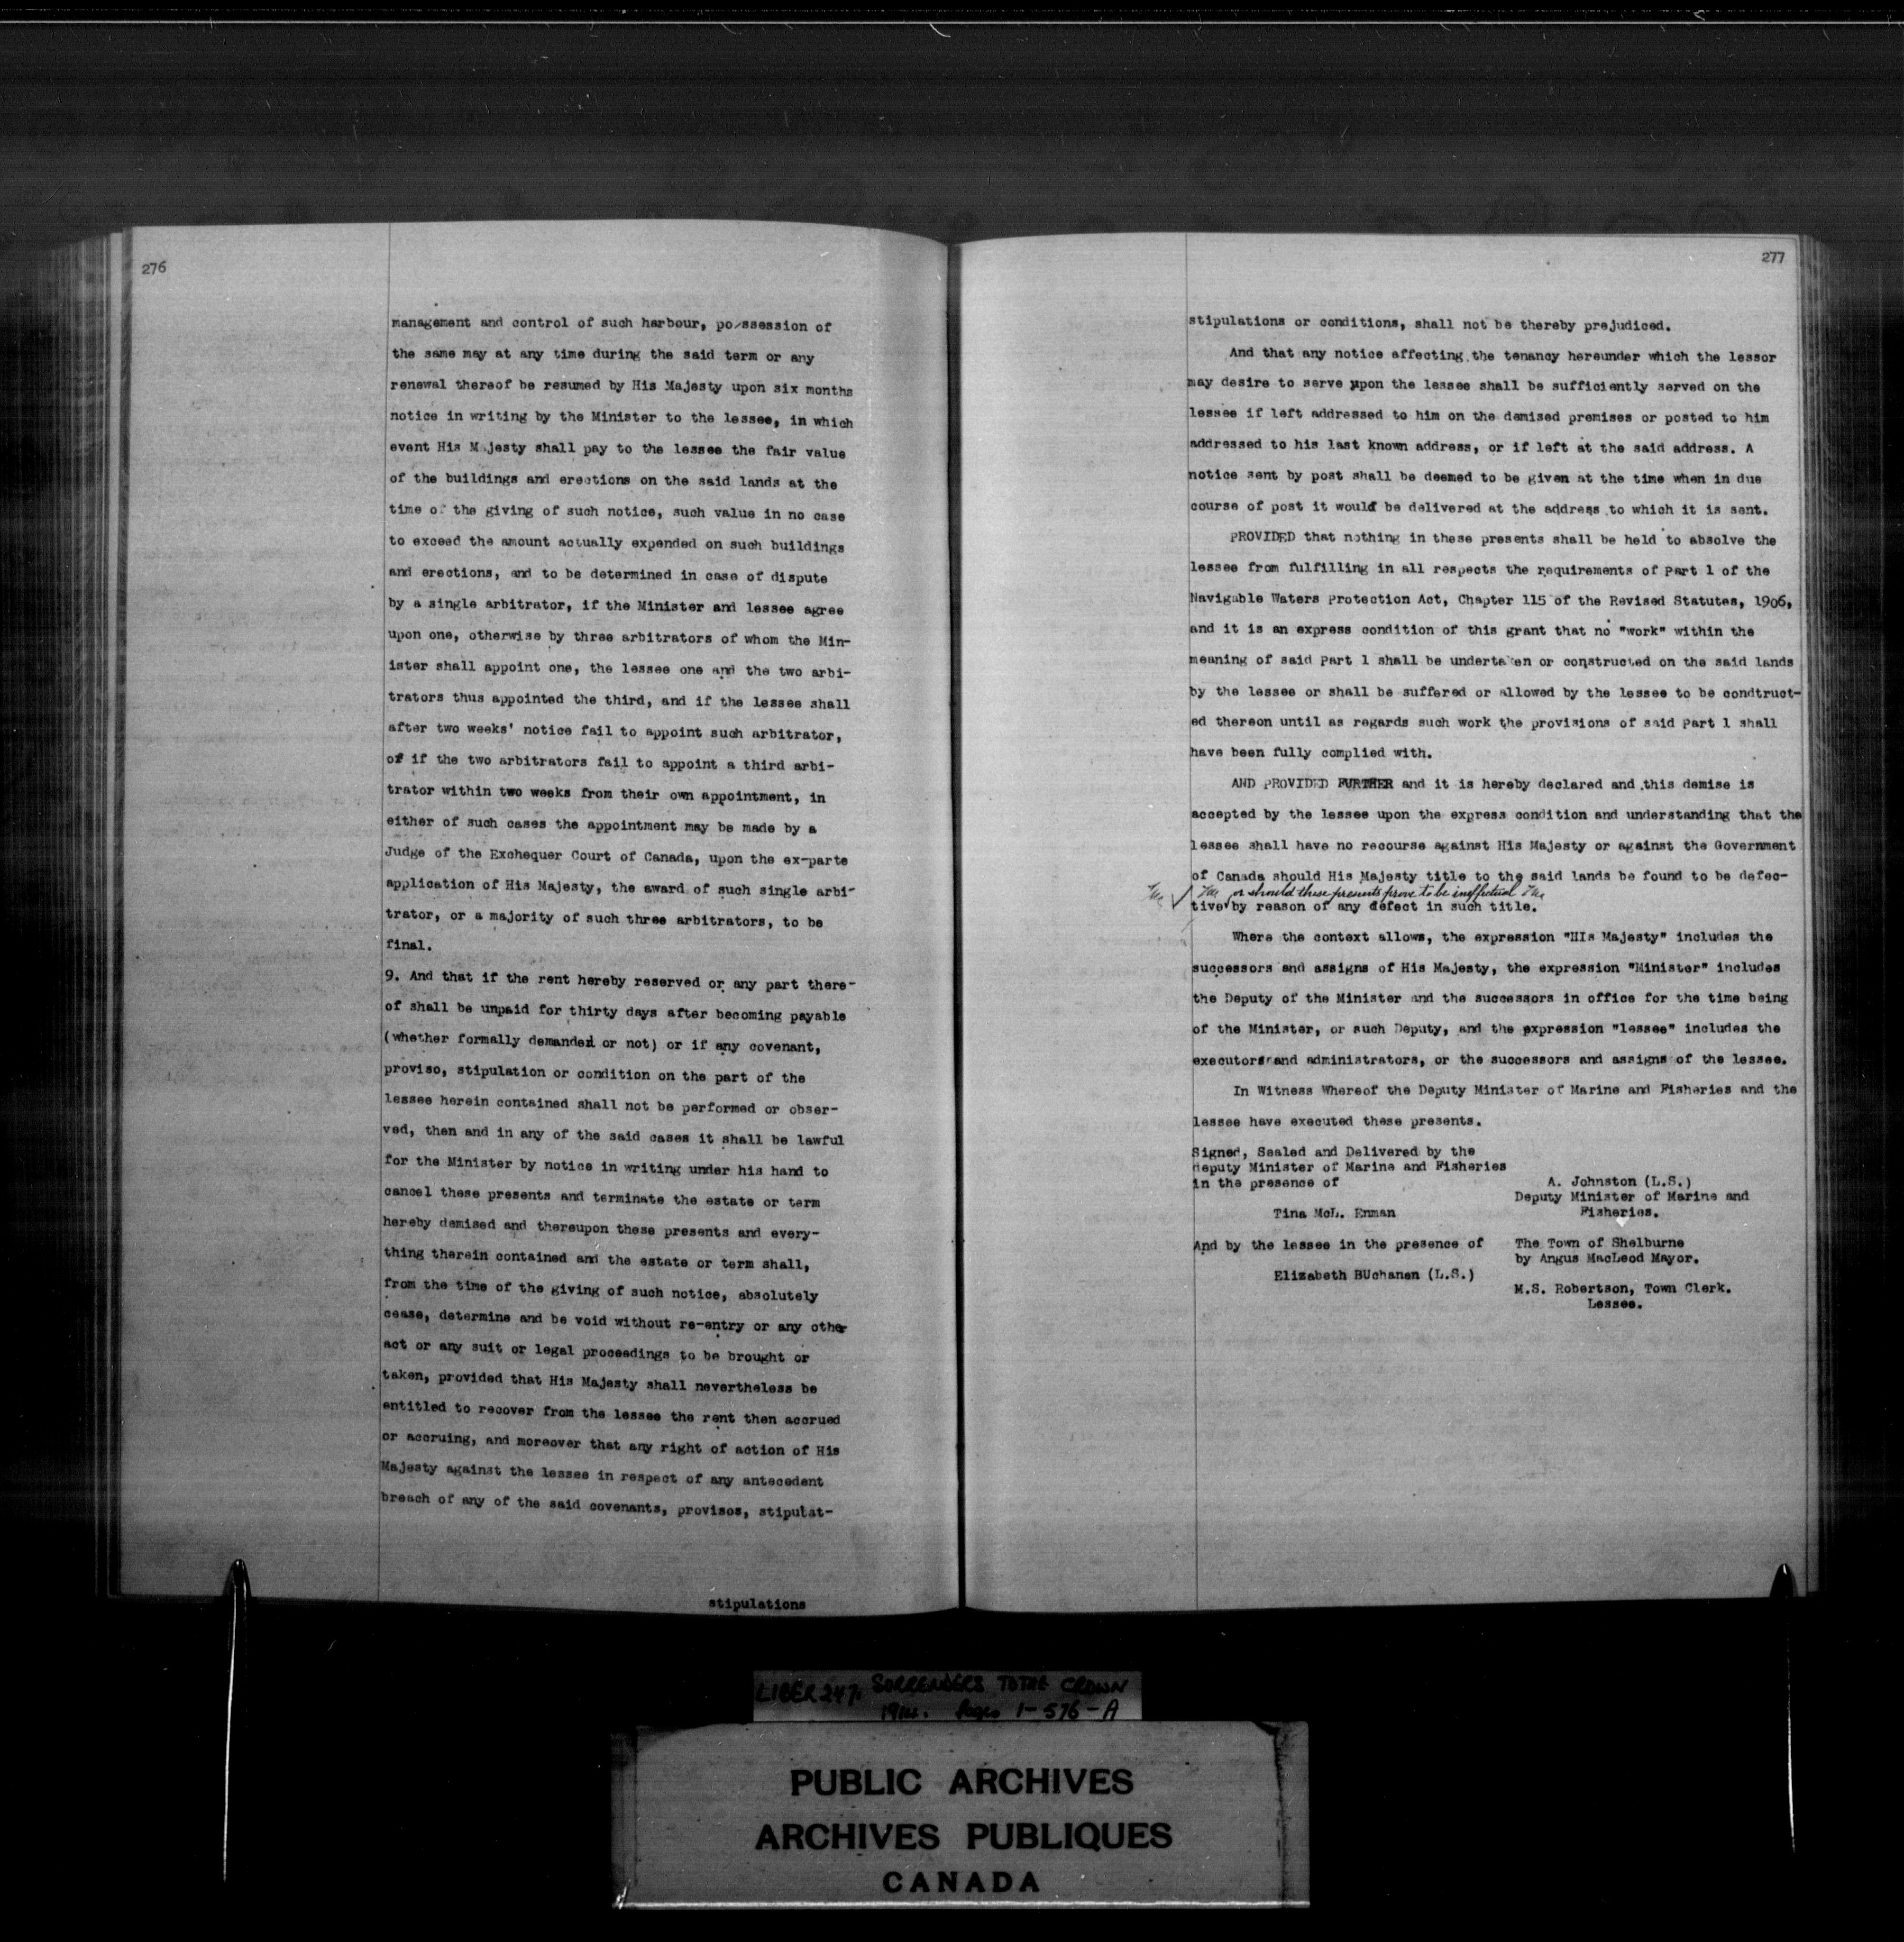 276
management and control of such harbour, possession of
the same may at any time during the said term or any
renewal thereof be resumed by His Majesty upon six months
notice in writing by the Minister to the lessee, in which
event His Majesty shall pay to the lessee the fair value
of the buildings and erections on the said lands at the
time of the giving of such notice, such value in no case
to exceed the amount actually expended on such buildings
and erections, and to be determined in case of dispute
by a single arbitrator, if the Minister and lessee agree
upon one, otherwise by three arbitrators of whom the Min-
ister shall appoint one, the lessee one and the two arbi-
trators thus appointed the third, and if the lessee shall
after two weeks' notice fail to appoint such arbitrator,
of if the two arbitrators fail to appoint a third arbi-
trator within two weeks from their own appointment, in
either of such cases the appointment may be made by a
Judge of the Exchequer Court of Canada, upon the ex-parte
application of His Majesty, the award of such single arbi-
trator, or a majority of such three arbitrators, to be
final.
9. And that if the rent hereby reserved or any part there-
of shall be unpaid for thirty days after becoming payable
(whether formally demanded or not) or if any covenant,
proviso, stipulation or condition on the part of the
lessee herein contained shall not be performed or obser-
ved, then and in any of the said cases it shall be lawful
for the Minister by notice in writing under his hand to
cancel these presents and terminate the estate or term
hereby demised and thereupon these presents and every-
thing therein contained and the estate or term shall,
from the time of the giving of such notice, absolutely
cease, determine and be void without re-entry or any other
act or any suit or legal proceedings to be brought or
taken, provided that His Majesty shall nevertheless be
entitled to recover from the lessee the rent then accrued
or accruing, and moreover that any right of action of His
Majesty against the lessee in respect of any antecedent
breach of any of the said covenants, provisos, stipulat-
stipulations
277
stipulations or conditions, shall not be thereby prejudiced.
And that any notice affecting the tenancy hereunder which the lessor
may desire to serve upon the lessee shall be sufficiently served on the
lessee if left addressed to him on the demised premises or posted to him
addressed to his last known address, or if left at the said address. A
notice sent by post shall be deemed to be given at the time when in due
course of post it would be delivered at the address to which it is sent.
PROVIDED that nothing in these presents shall be held to absolve the
lessee from fulfilling in all respects the requirements of Part 1 of the
Navigable Waters Protection Act, Chapter 115 of the Revised Statutes, 1906,
and it is an express condition of this grant that no "work" within the
meaning of said Part 1 shall be undertaken or constructed on the said lands
by the lessee or shall be suffered or allowed by the lessee to be condtruct-
ed thereon until as regards such work the provisions of said Part 1 shall
have been fully complied with.
AND PROVIDED FURTHER and it is hereby declared and this demise is
accepted by the lessee upon the express condition and understanding that the
lessee shall have no recourse against His Majesty or against the Government
of Canada should His Majesty title to the said lands be found to be defec-
or should these presents prove to be ineffectual
tive by reason of any defect in such title.
Where the context allows, the expression "HIs Majesty" includes the
successors and assigns of His Majesty, the expression "Minister" includes
the Deputy of the Minister and the successors in office for the time being
of the Minister, or such Deputy, and the expression "lessee" includes the
executors and administrators, or the successors and assigns of the lessee.
In Witness Whereof the Deputy Minister of Marine and Fisheries and the
lessee have executed these presents.
Signed, Sealed and Delivered by the
deputy Minister of Marine and Fisheries
in the presence of
A. Johnston (L.S.)
Deputy Minister of Marine and
Fisheries.
Tina McL. Enman
And by the lessee in the presence of
The Town of Shelburne
by Angus MacLeod Mayor.
Elizabeth BUchanan (L.S.)
M.S. Robertson, Town Clerk.
Lessee.
LIBER 247. SURRENDERS TO THE CROWN
1914. Pages 1-576-A
PUBLIC ARCHIVES
ARCHIVES PUBLIQUES
CANADA